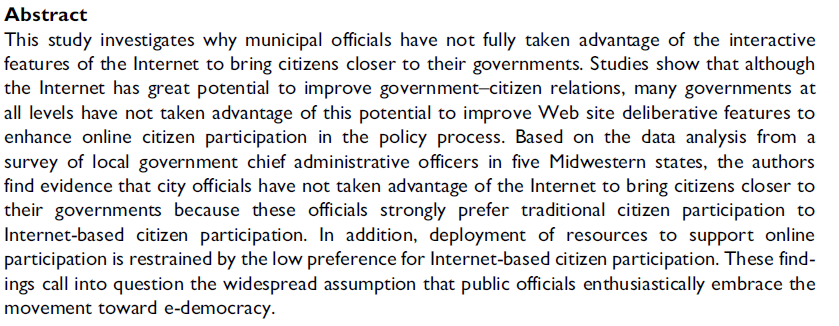 Abstract
This study investigates why municipal officials have not fully taken advantage of the interactive
features of the Internet to bring citizens closer to their governments. Studies show that although
the Internet has great potential to improve government–citizen relations, many governments at
all levels have not taken advantage of this potential to improve Web site deliberative features to
enhance online citizen participation in the policy process. Based on the data analysis from a
survey of local government chief administrative officers in five Midwestern states, the authors
find evidence that city officials have not taken advantage of the Internet to bring citizens closer to
their governments because these officials strongly prefer traditional citizen participation to
Internet-based citizen participation. In addition, deployment of resources to support online
participation is restrained by the low preference for Internet-based citizen participation. These find-
ings call into question the widespread assumption that public officials enthusiastically embrace the
movement toward e-democracy.